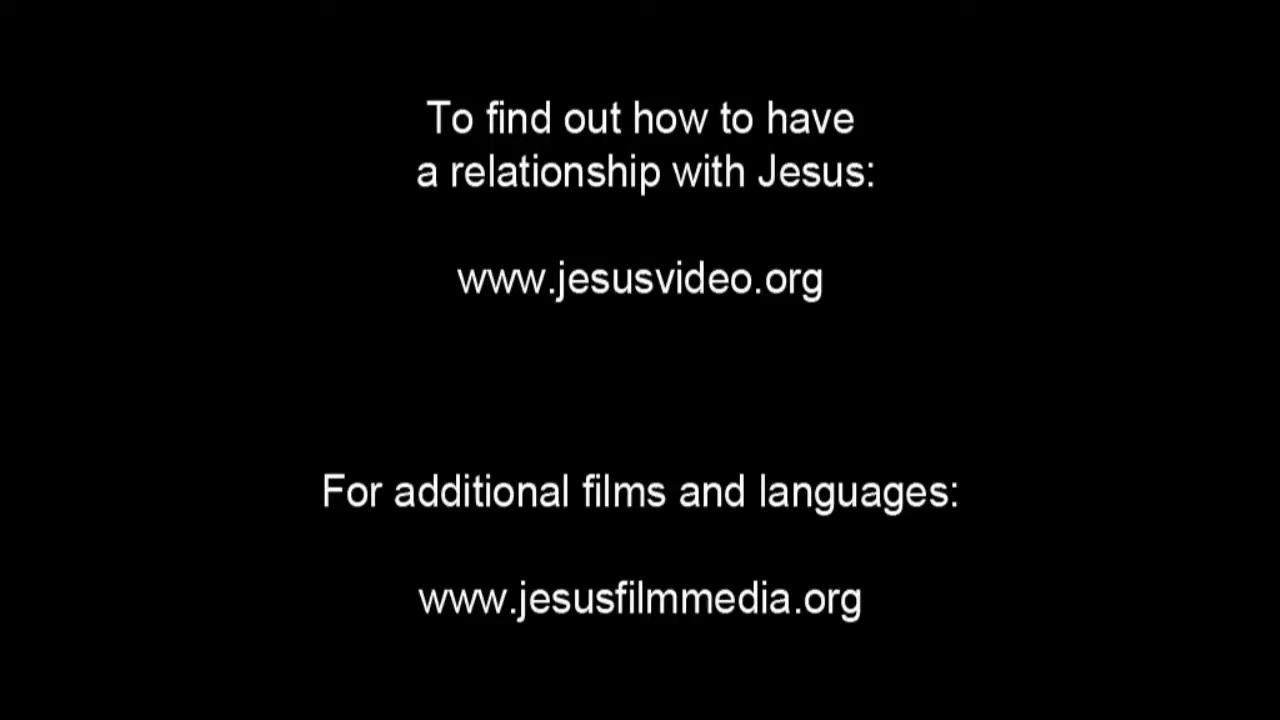 To find out how to have
a relationship with Jesus:
www.jesusvideo.org
For additional films and languages:
www.jesusfilmmedia.org